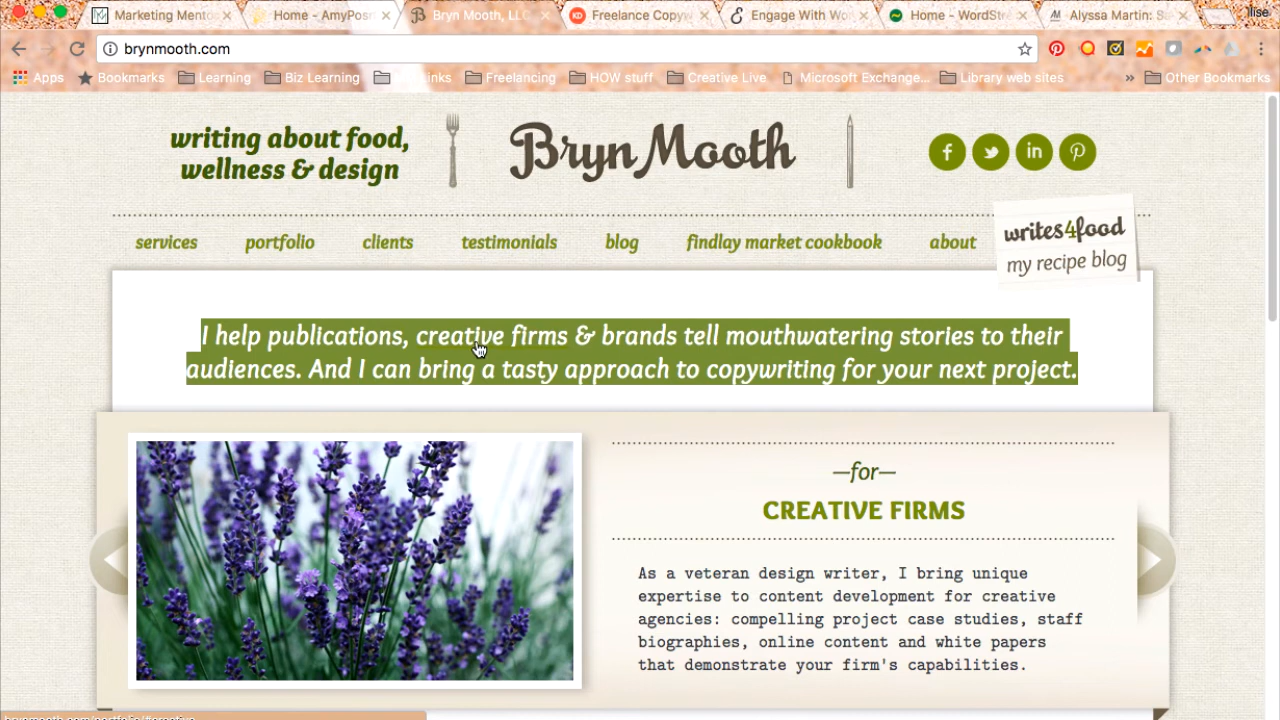 Marketing Mento
Home - AmyPosn
Bryn Mooth, LLC
Freelance Copyw
Engage With Wor
Home - WordStre
Alyssa Martin: Se
Ilise
brynmooth.com
Apps Bookmarks Learning Biz Learning Freelancing HOW stuff Creative Live Microsoft Exchange... Library web sites » Other Bookmarks
writing about food,
wellness & design
Bryn Mooth
services portfolio clients testimonials blog findlay market cookbook about
writes4food
my recipe blog
I help publications, creative firms & brands tell mouthwatering stories to their
audiences. And I can bring a tasty approach to copywriting for your next project.
—for—
CREATIVE FIRMS
As a veteran design writer, I bring unique
expertise to content development for creative
agencies: compelling project case studies, staff
biographies, online content and white papers
that demonstrate your firm's capabilities.